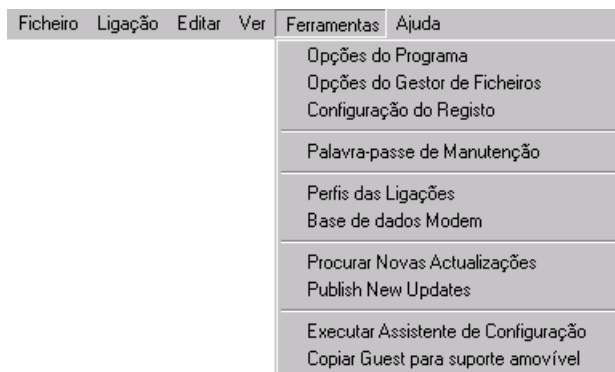 Ficheiro Ligação Editar Ver Ferramentas Ajuda
Opções do Programa
Opções do Gestor de Ficheiros
Configuração do Registo
Palavra-passe de Manutenção
Perfis das Ligações
Base de dados Modem
Procurar Novas Actualizações
Publish New Updates
Executar Assistente de Configuração
Copiar Guest para suporte amovível